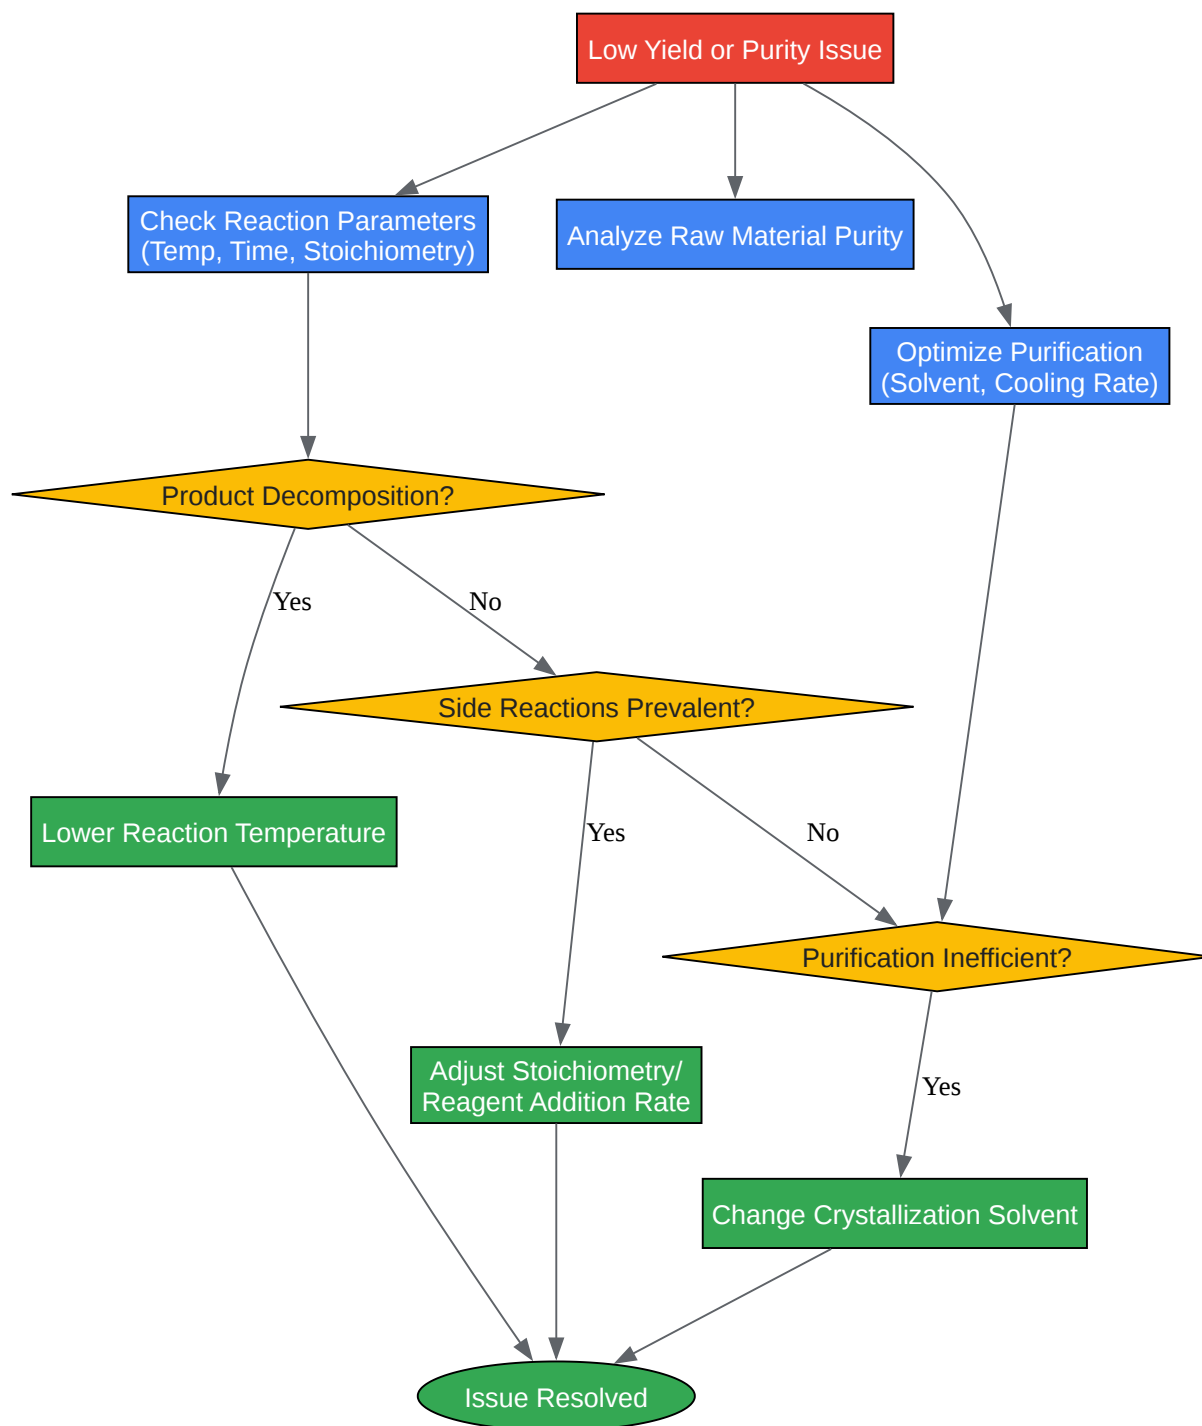 Low Yield or Purity Issue
Check Reaction Parameters
(Temp, Time, Stoichiometry)
Analyze Raw Material Purity
Optimize Purification
(Solvent, Cooling Rate)
Product Decomposition?
Yes
No
Side Reactions Prevalent?
Lower Reaction Temperature
Yes
No
Purification Inefficient?
Adjust Stoichiometry/
Reagent Addition Rate
Yes
Change Crystallization Solvent
Issue Resolved